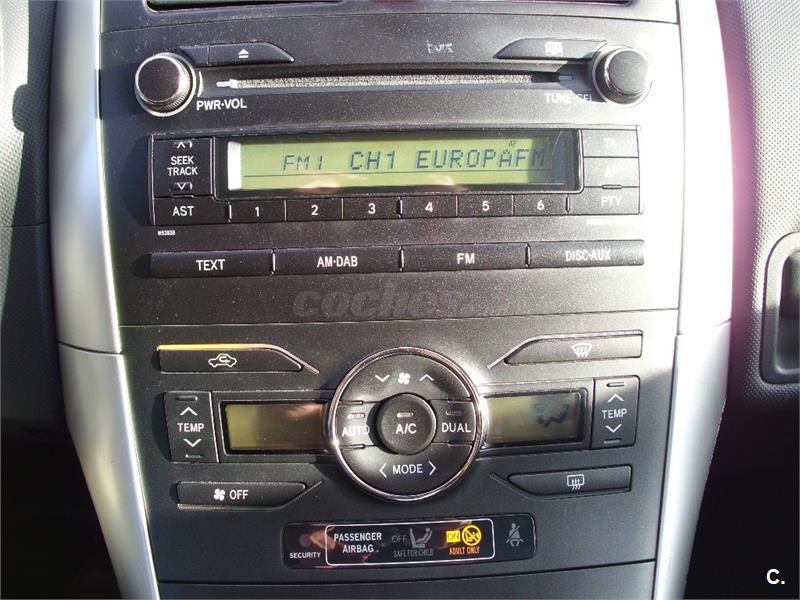 PWR•VOL
TUNE•SEL
AF
FM1 CH1 EUROPAFM
SEEK TRACK
TA
AF
PTY
AST 1 2 3 4 5 6
W53838
TEXT AM•DAB FM DISC•AUX
coches
TEMP
AUTO A/C DUAL
TEMP
MODE
OFF
SECURITY
PASSENGER AIRBAG
OFF
SAFE FOR CHILD
ON
ADULT ONLY
C.